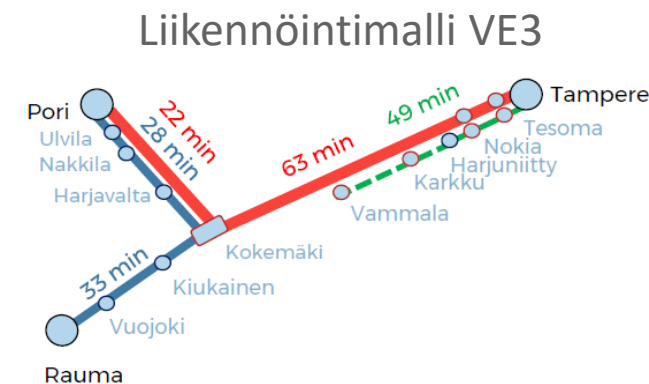 Liikennöintimalli VE3
Pori
Tampere
Ulvila
Nakkila
Harjavalta
22 min
28 min
63 min
49 min
Tesoma
Nokia
Harjuniitty
Karkku
Vammala
Kokemäki
33 min
Kiukainen
Vuojoki
Rauma